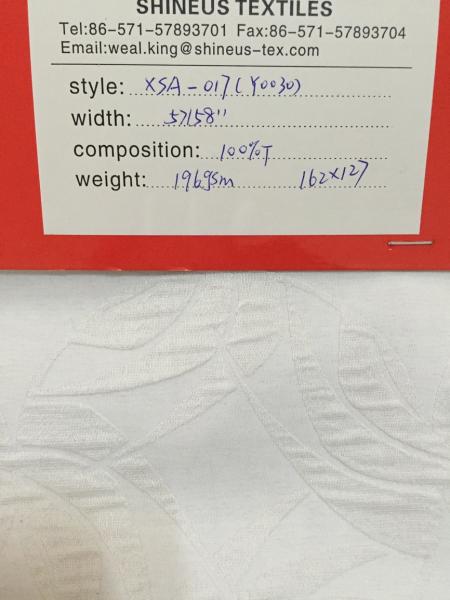 SHINEUS TEXTILES
Tel:86-571-57893701 Fax:86-571-57893704
Email:weal.king@shineus-tex.com
style: XSA-017(Y0030)
width: 57/58"
composition: 100%T
weight: 196gsm 162x127